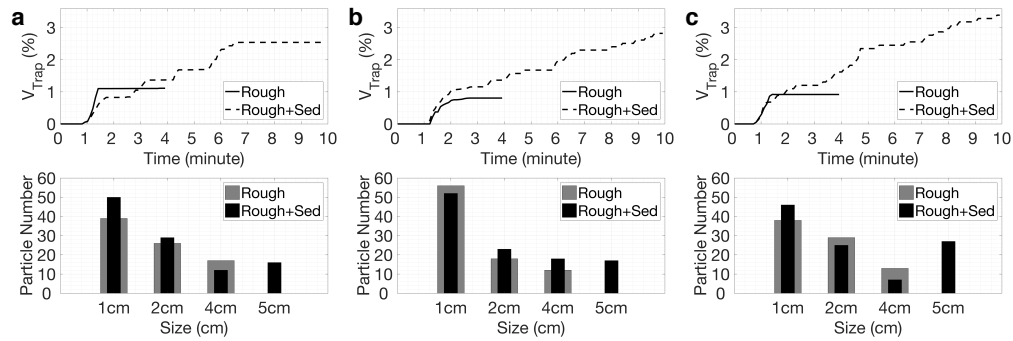 a
3
2
1
0
V_Trap (%)
Rough
Rough+Sed
0 1 2 3 4 5 6 7 8 9 10
Time (minute)
b
3
2
1
0
V_Trap (%)
Rough
Rough+Sed
0 1 2 3 4 5 6 7 8 9 10
Time (minute)
c
3
2
1
0
V_Trap (%)
Rough
Rough+Sed
0 1 2 3 4 5 6 7 8 9 10
Time (minute)
60
50
40
30
20
10
0
Particle Number
Rough
Rough+Sed
1cm 2cm 4cm 5cm
Size (cm)
60
50
40
30
20
10
0
Particle Number
Rough
Rough+Sed
1cm 2cm 4cm 5cm
Size (cm)
60
50
40
30
20
10
0
Particle Number
Rough
Rough+Sed
1cm 2cm 4cm 5cm
Size (cm)